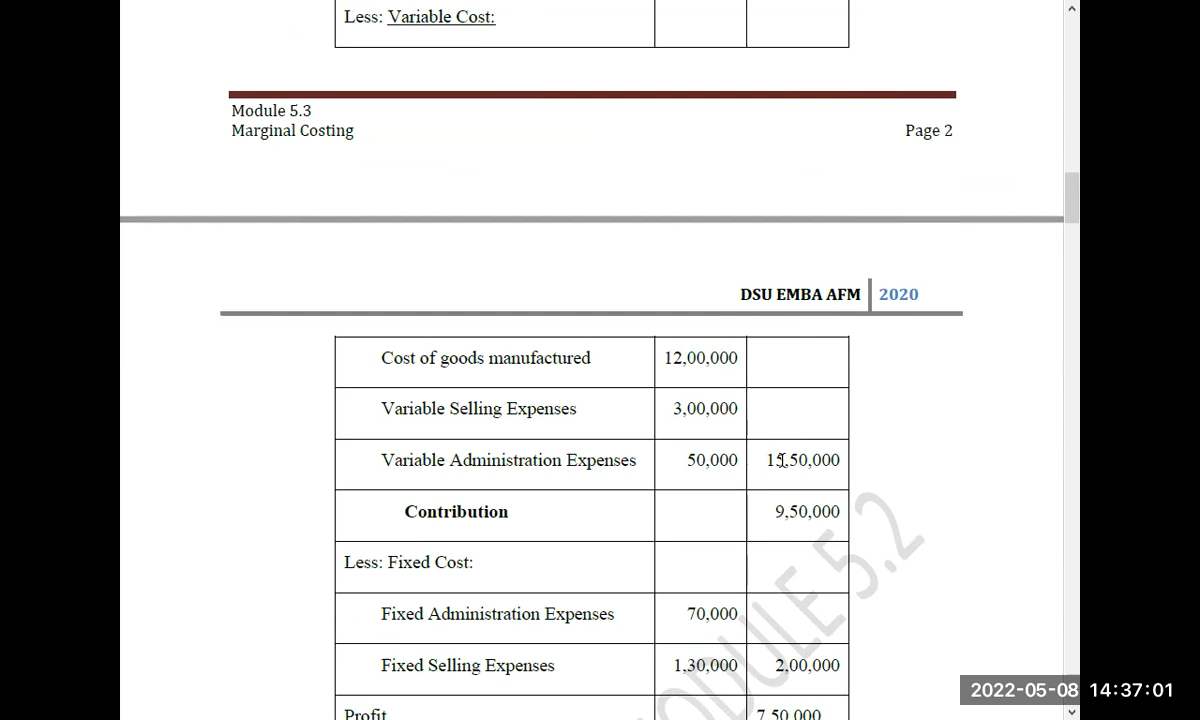 Less: Variable Cost:
Module 5.3
Marginal Costing Page 2
DSU EMBA AFM 2020
Cost of goods manufactured 12,00,000
Variable Selling Expenses 3,00,000
Variable Administration Expenses 50,000 15,50,000
Contribution 9,50,000
Less: Fixed Cost:
Fixed Administration Expenses 70,000
Fixed Selling Expenses 1,30,000 2,00,000
Profit 7,50,000
MODULE 5.2
2022-05-08 14:37:01